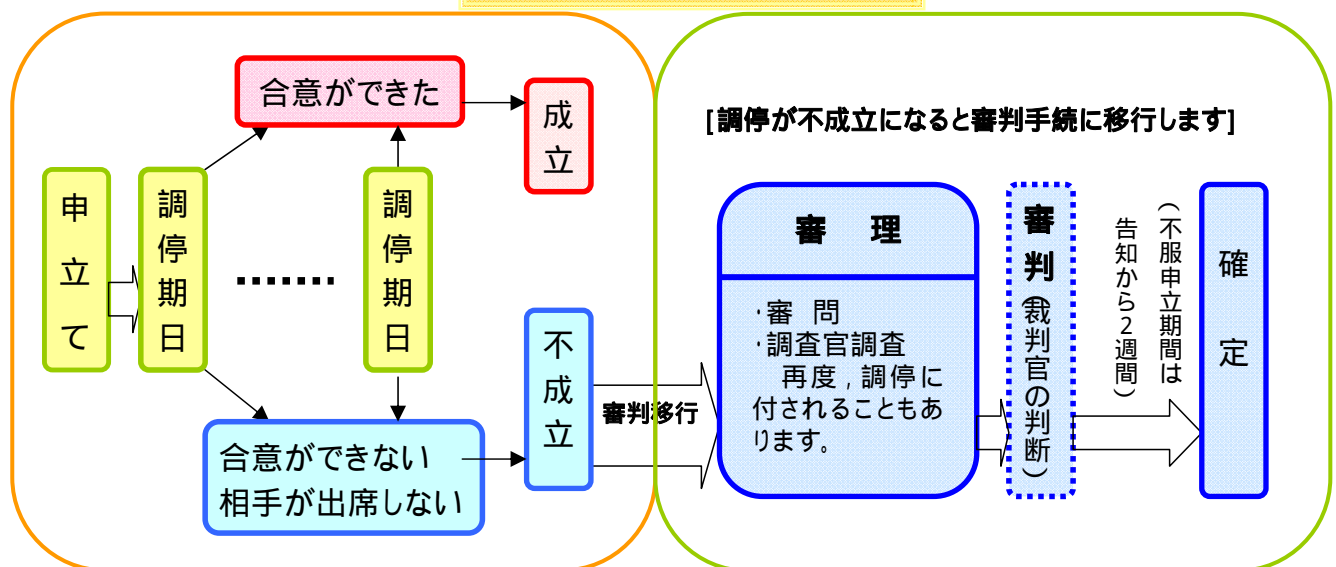 合意ができた
成立
申立て
調停期日
………
調停期日
合意ができない
相手が出席しない
不成立
審判移行
[調停が不成立になると審判手続に移行します]
審　理
・審　問
・調査官調査
再度，調停に
付されることもあ
ります。
審判（裁判官の判断）
（不服申立期間は
告知から2週間）
確定